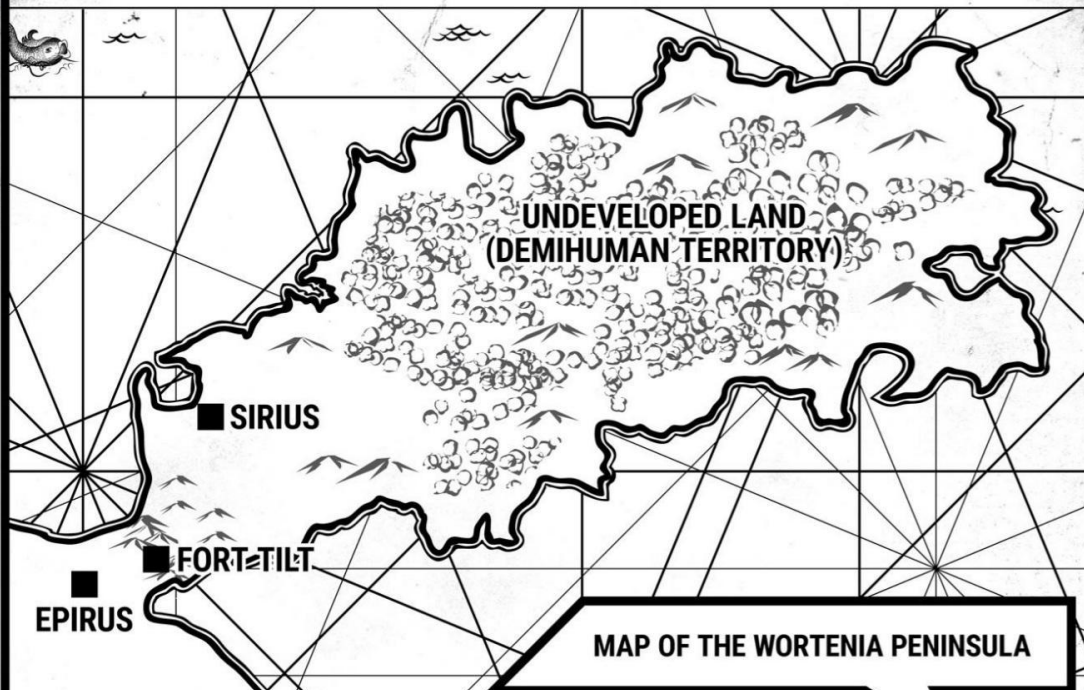 UNDEVELOPED LAND
(DEMIHUMAN TERRITORY)
SIRIUS
FORT TILT
EPIRUS
MAP OF THE WORTENIA PENINSULA